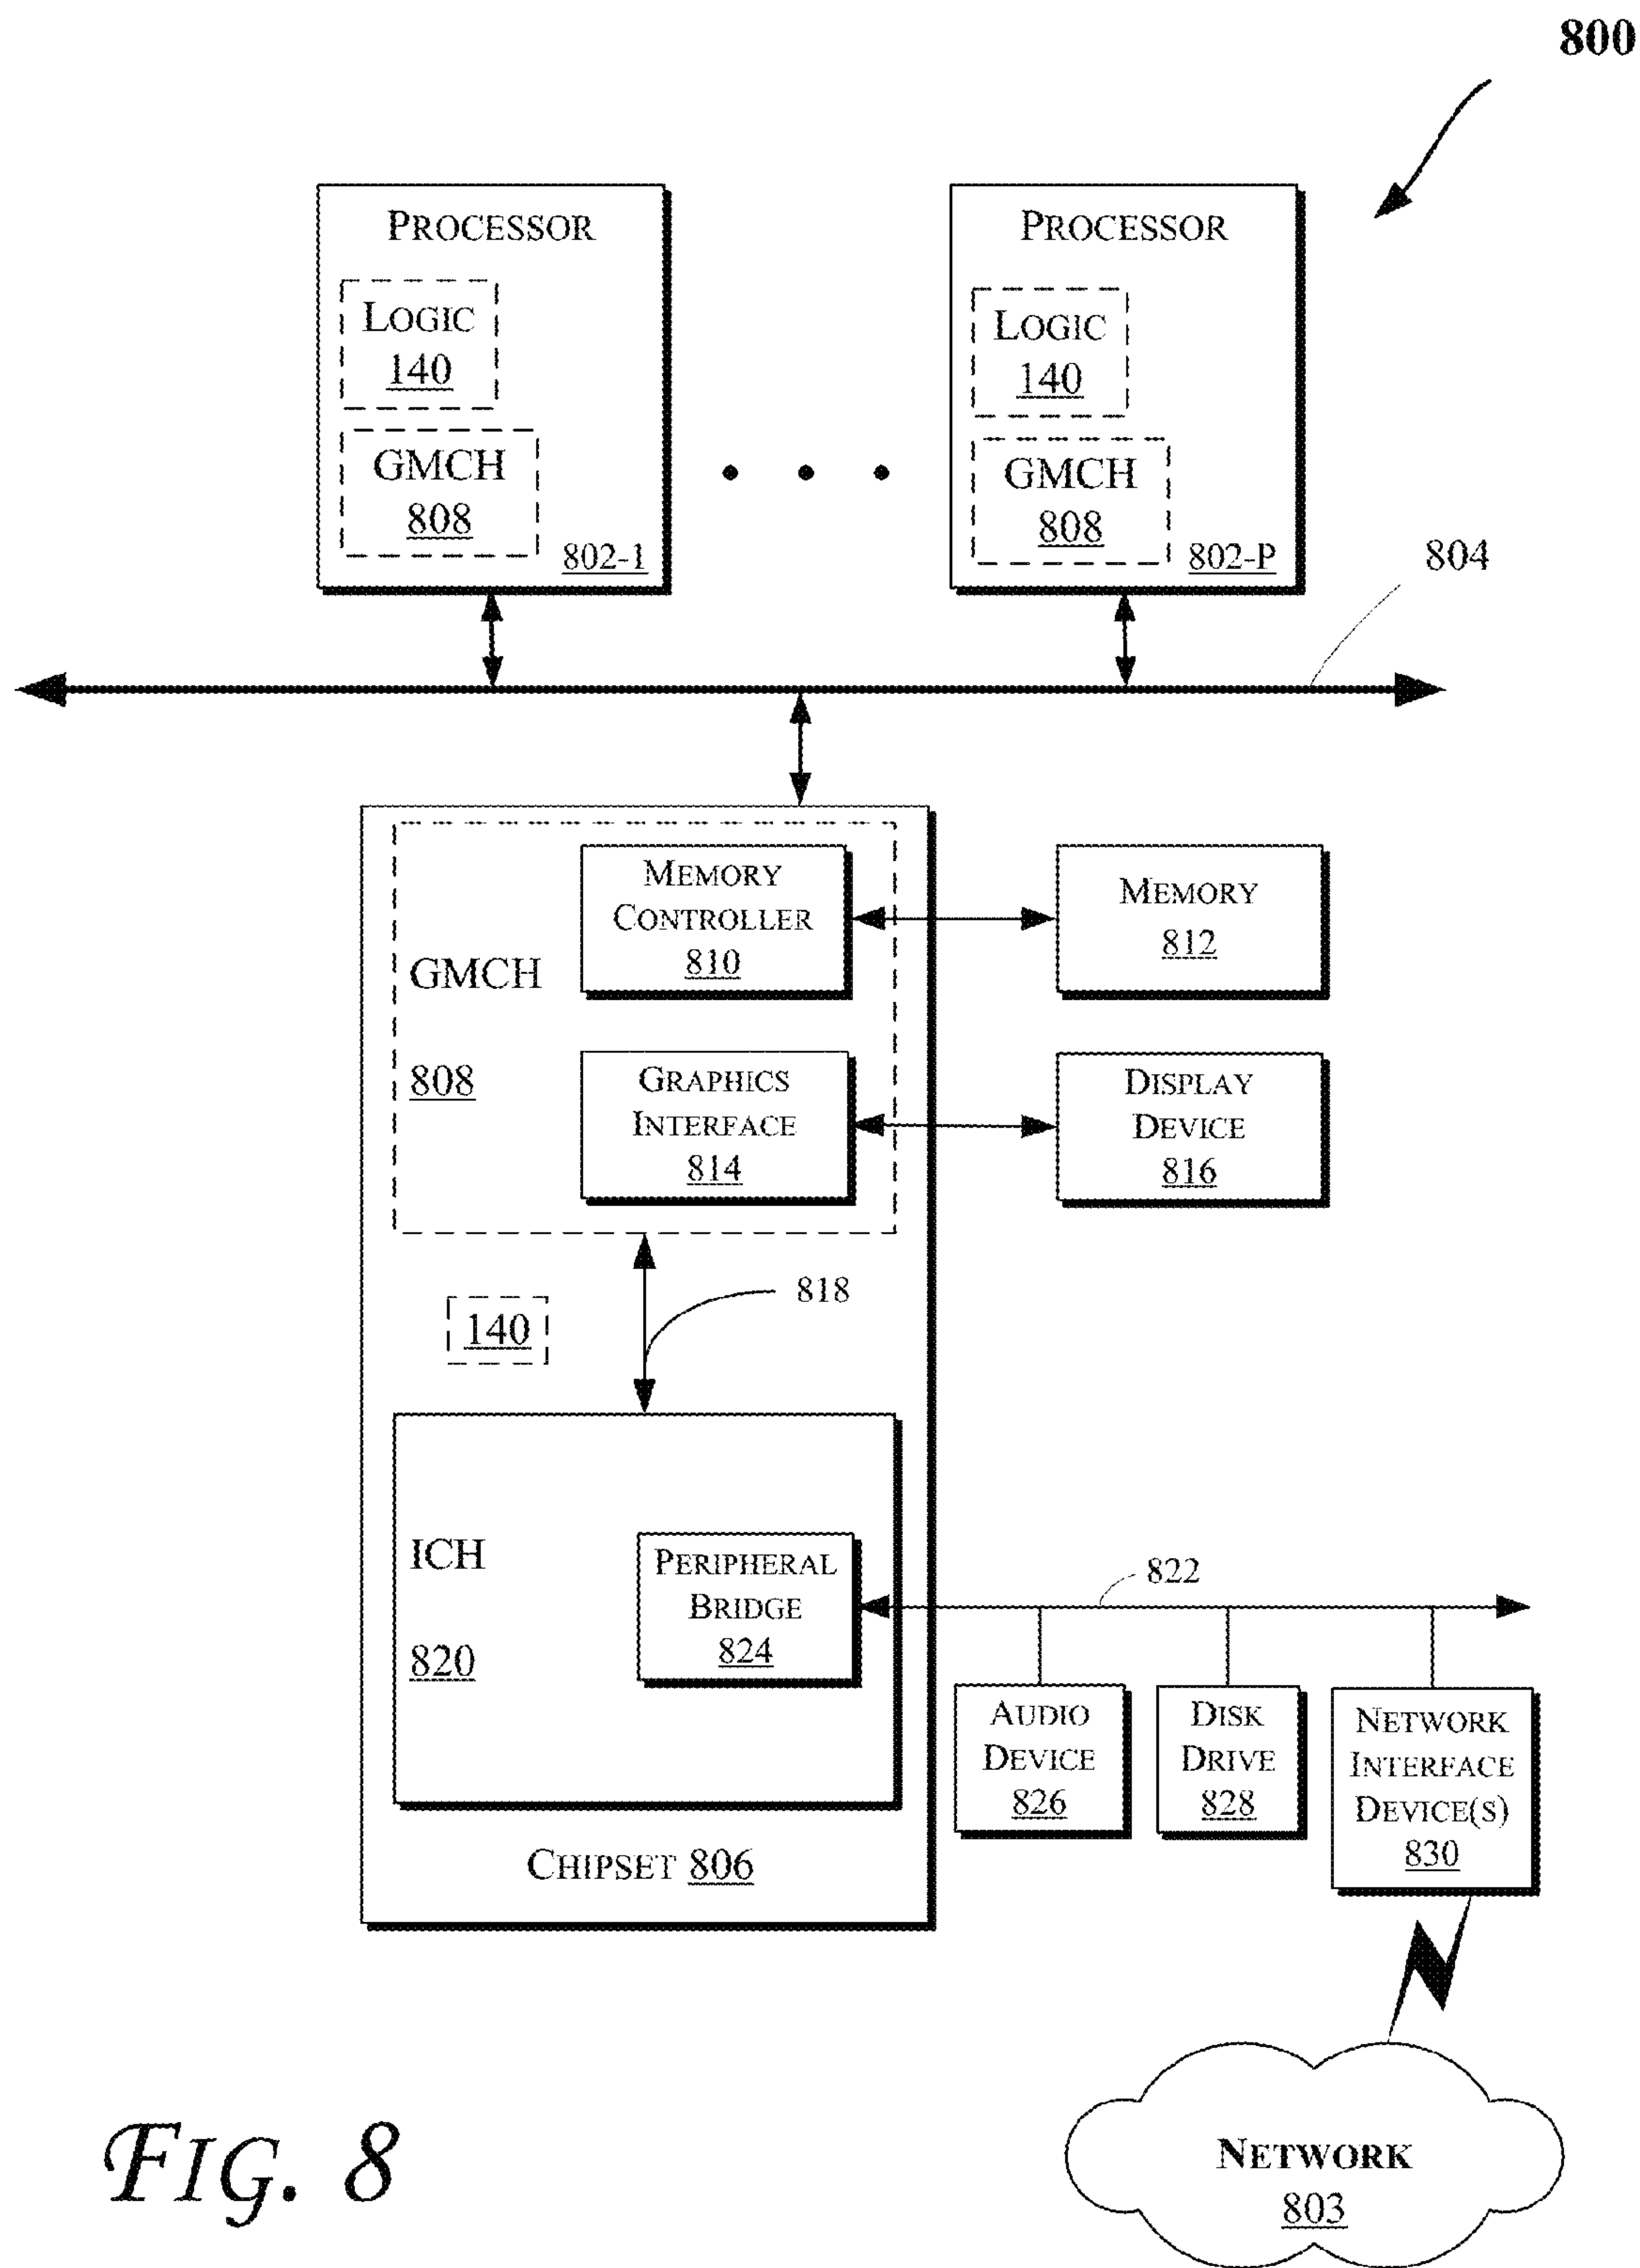 800
PROCESSOR
LOGIC
140
GMCH
808
802-1
PROCESSOR
LOGIC
140
GMCH
808
802-P
804
MEMORY
CONTROLLER
810
GMCH
808
GRAPHICS
INTERFACE
814
MEMORY
812
DISPLAY
DEVICE
816
818
140
ICH
820
PERIPHERAL
BRIDGE
824
822
AUDIO
DEVICE
826
DISK
DRIVE
828
NETWORK
INTERFACE
DEVICE(S)
830
CHIPSET 806
NETWORK
803
FIG. 8